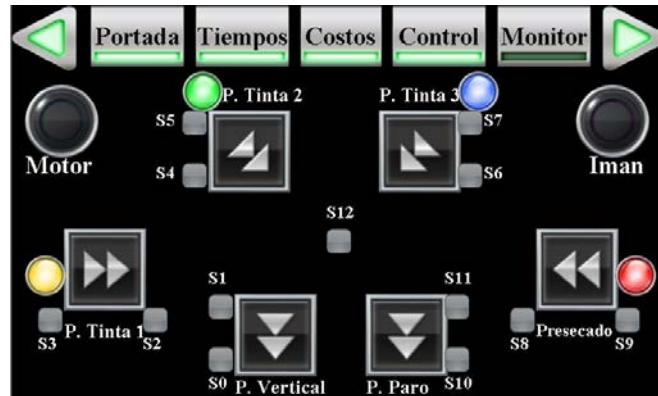 Portada Tiempos Costos Control Monitor
P. Tinta 2 P. Tinta 3
S5 S7
Motor Iman
S4 S6
S12
S1 S11
P. Tinta 1 Presecado
S3 S2 S8 S9
S0 P. Vertical P. Paro S10